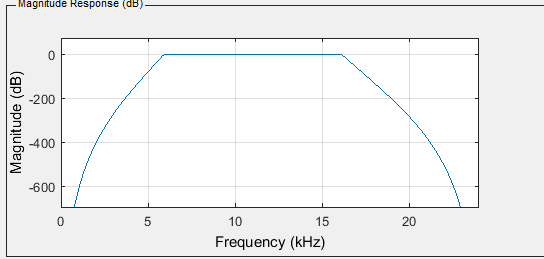 Magnitude Response (dB)
0
-200
-400
-600
Magnitude (dB)
0 5 10 15 20
Frequency (kHz)